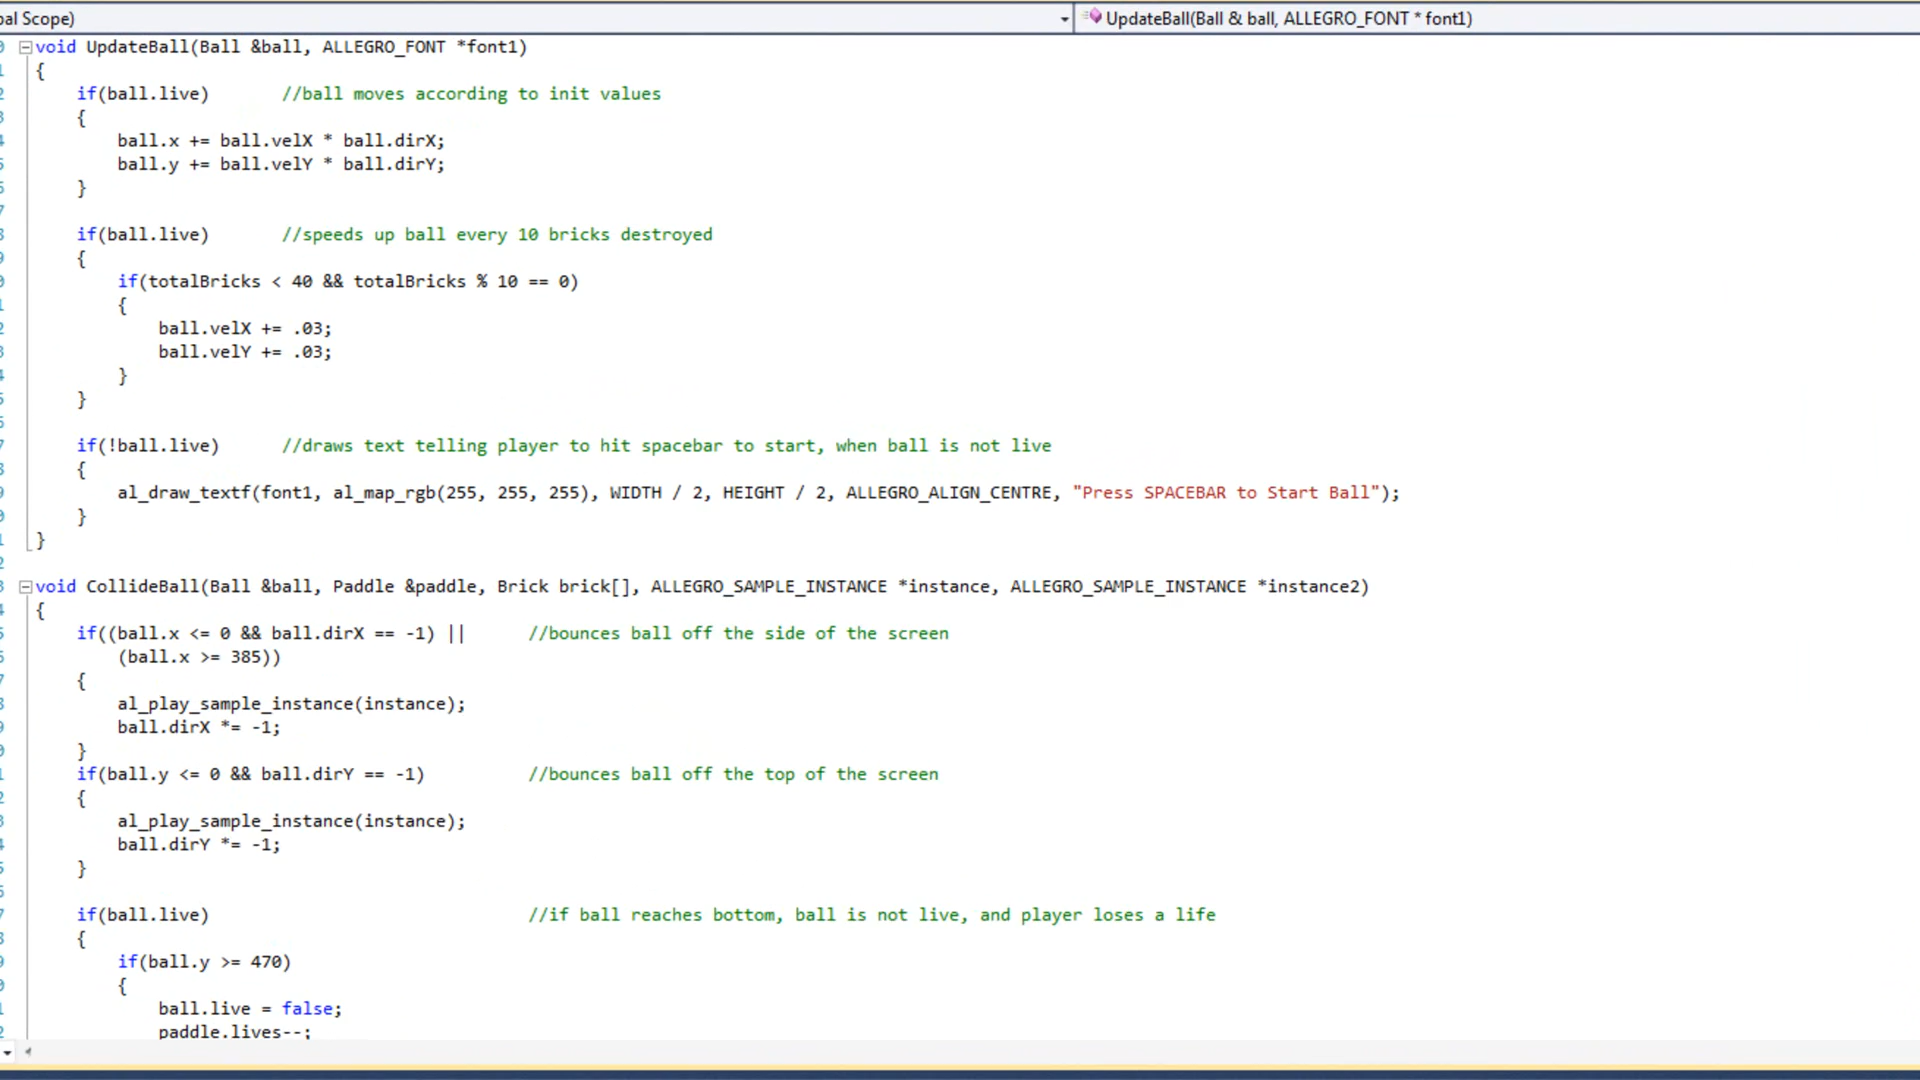 bal Scope)
UpdateBall(Ball & ball, ALLEGRO_FONT * font1)
void UpdateBall(Ball &ball, ALLEGRO_FONT *font1)
{
if(ball.live) //ball moves according to init values
{
ball.x += ball.velX * ball.dirX;
ball.y += ball.velY * ball.dirY;
}
if(ball.live) //speeds up ball every 10 bricks destroyed
{
if(totalBricks < 40 && totalBricks % 10 == 0)
{
ball.velX += .03;
ball.velY += .03;
}
}
if(!ball.live) //draws text telling player to hit spacebar to start, when ball is not live
{
al_draw_textf(font1, al_map_rgb(255, 255, 255), WIDTH / 2, HEIGHT / 2, ALLEGRO_ALIGN_CENTRE, "Press SPACEBAR to Start Ball");
}
}
void CollideBall(Ball &ball, Paddle &paddle, Brick brick[], ALLEGRO_SAMPLE_INSTANCE *instance, ALLEGRO_SAMPLE_INSTANCE *instance2)
{
if((ball.x <= 0 && ball.dirX == -1) || //bounces ball off the side of the screen
(ball.x >= 385))
{
al_play_sample_instance(instance);
ball.dirX *= -1;
}
if(ball.y <= 0 && ball.dirY == -1) //bounces ball off the top of the screen
{
al_play_sample_instance(instance);
ball.dirY *= -1;
}
if(ball.live) //if ball reaches bottom, ball is not live, and player loses a life
{
if(ball.y >= 470)
{
ball.live = false;
paddle.lives--;